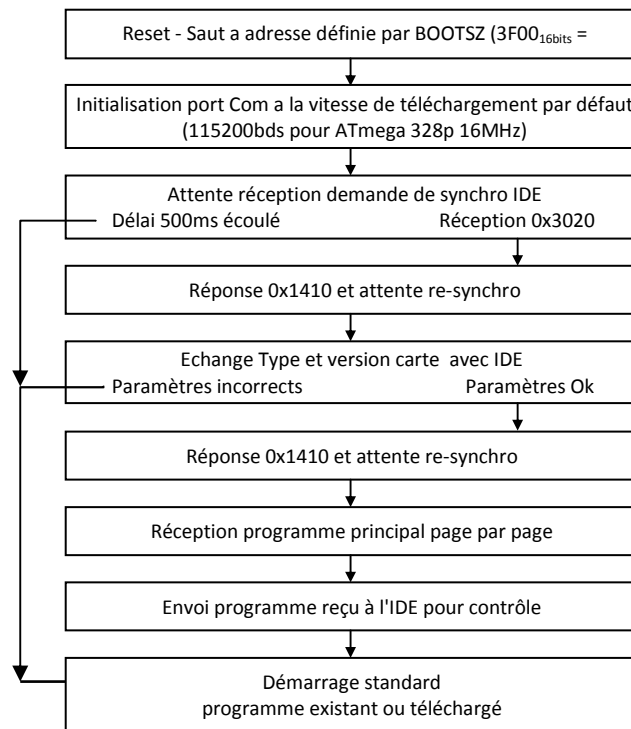 Reset - Saut a adresse définie par BOOTSZ (3F0016bits =
Initialisation port Com a la vitesse de téléchargement par défaut
(115200bds pour ATmega 328p 16MHz)
Attente réception demande de synchro IDE
Délai 500ms écoulé Réception 0x3020
Réponse 0x1410 et attente re-synchro
Echange Type et version carte avec IDE
Paramètres incorrects Paramètres Ok
Réponse 0x1410 et attente re-synchro
Réception programme principal page par page
Envoi programme reçu à l'IDE pour contrôle
Démarrage standard
programme existant ou téléchargé